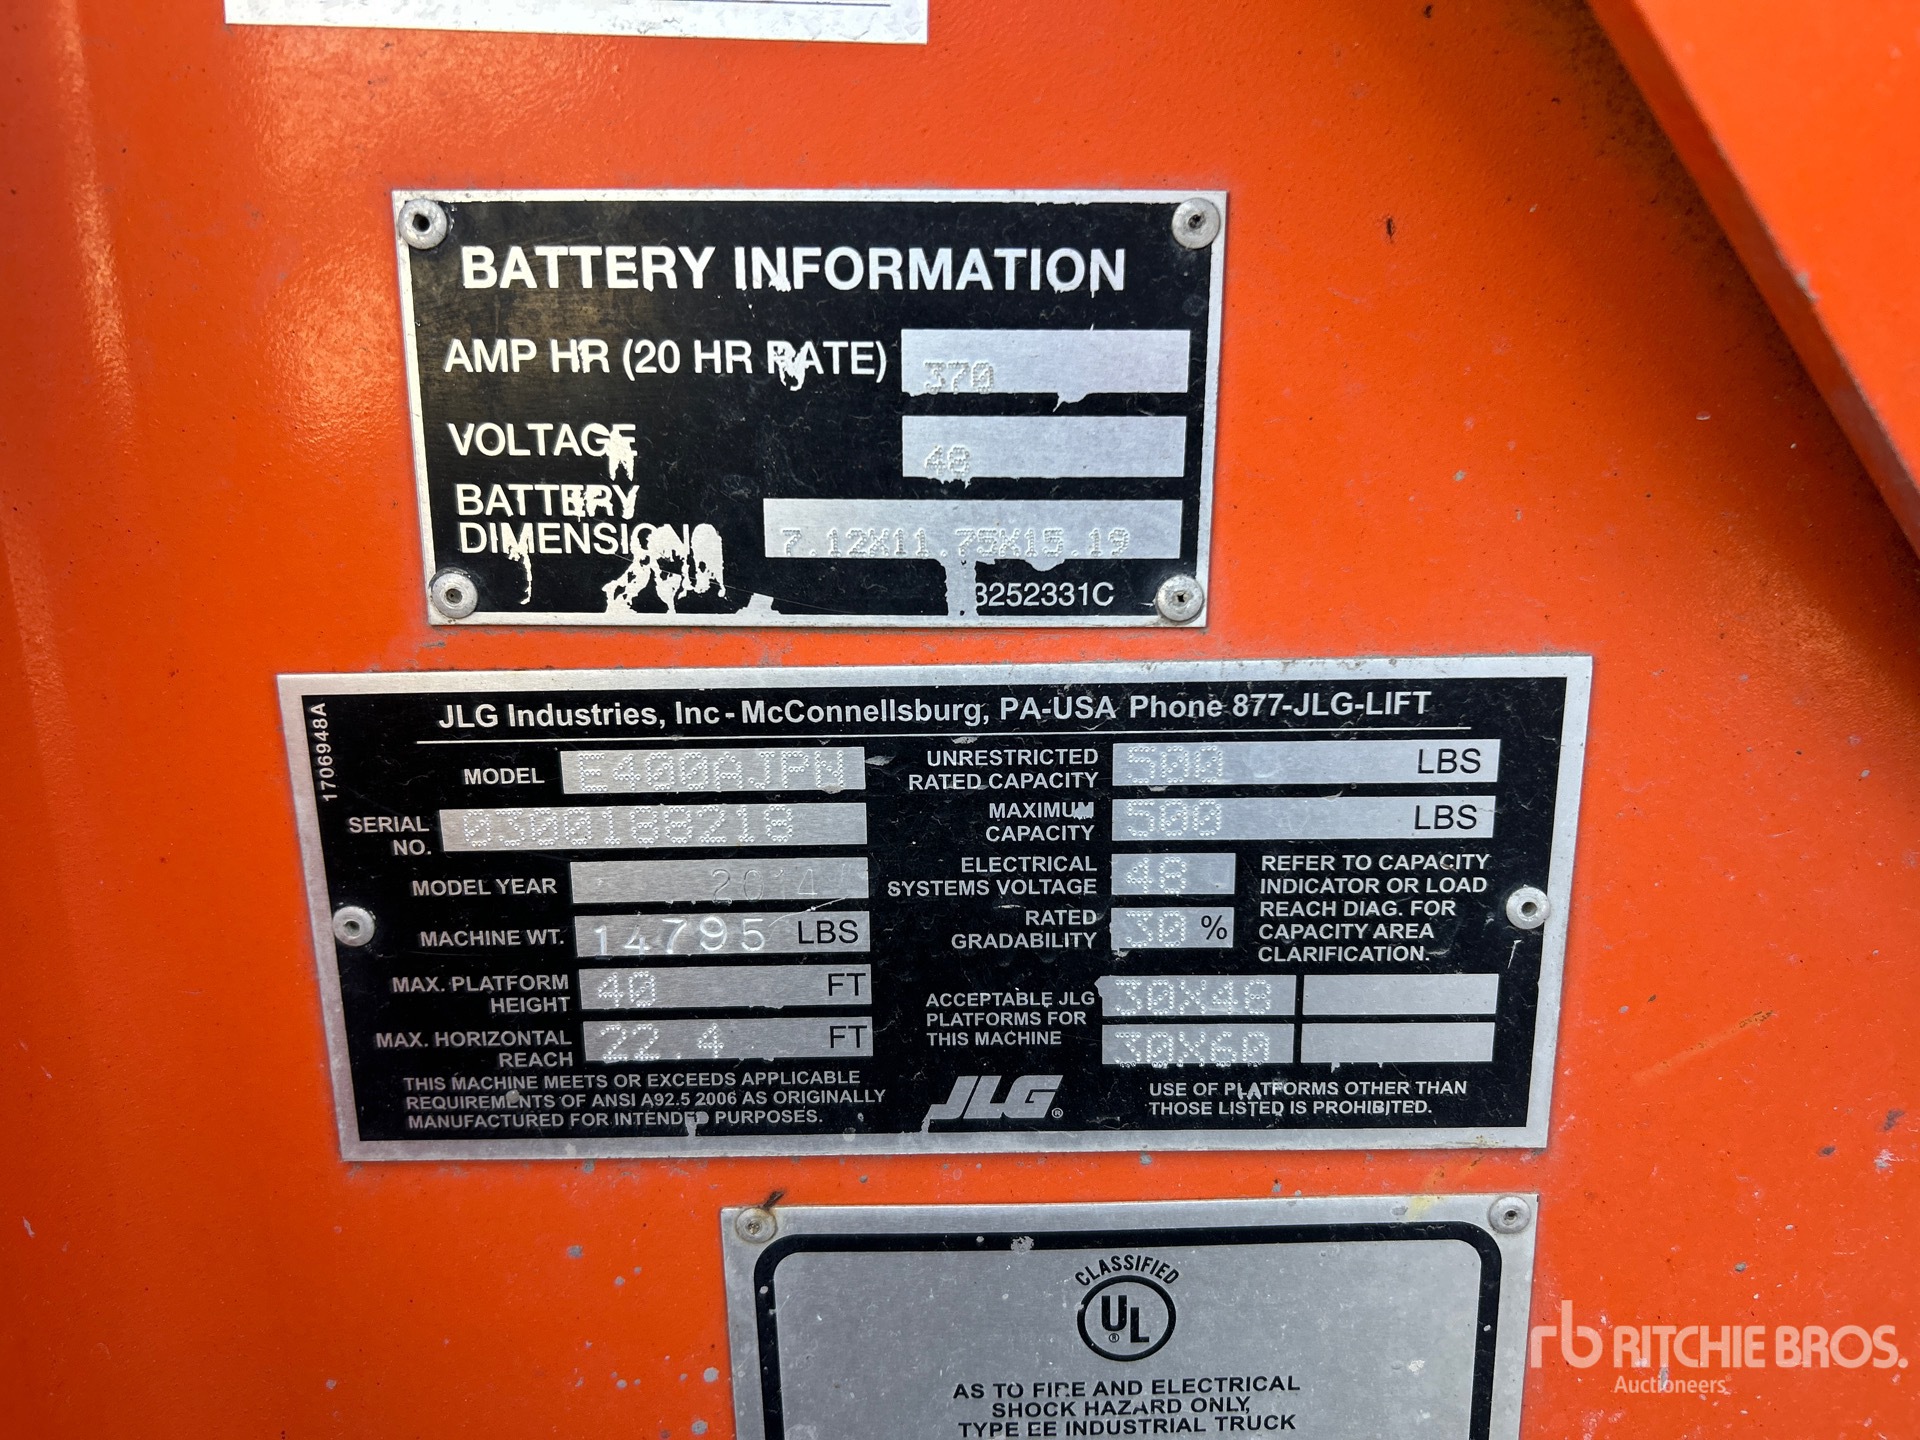 BATTERY INFORMATION
AMP HR (20 HR RATE) 370
VOLTAGE 48
BATTERY
DIMENSIONS 7.12X11.75X15.19
3252331C
1706948A
JLG Industries, Inc - McConnellsburg, PA-USA Phone 877-JLG-LIFT
MODEL E400AJPN
SERIAL
NO. 0300188218
MODEL YEAR 2014
MACHINE WT. 14795 LBS
MAX. PLATFORM
HEIGHT 40 FT
MAX. HORIZONTAL
REACH 22.4 FT
THIS MACHINE MEETS OR EXCEEDS APPLICABLE
REQUIREMENTS OF ANSI A92.5 2006 AS ORIGINALLY
MANUFACTURED FOR INTENDED PURPOSES.
UNRESTRICTED
RATED CAPACITY 500 LBS
MAXIMUM
CAPACITY 500 LBS
ELECTRICAL
SYSTEMS VOLTAGE 48
RATED
GRADABILITY 30 %
REFER TO CAPACITY
INDICATOR OR LOAD
REACH DIAG. FOR
CAPACITY AREA
CLARIFICATION.
ACCEPTABLE JLG
PLATFORMS FOR
THIS MACHINE
30X48
30X60
JLG®
USE OF PLATFORMS OTHER THAN
THOSE LISTED IS PROHIBITED.
CLASSIFIED
UL®
AS TO FIRE AND ELECTRICAL
SHOCK HAZARD ONLY,
TYPE EE INDUSTRIAL TRUCK
rb RITCHIE BROS.
Auctioneers